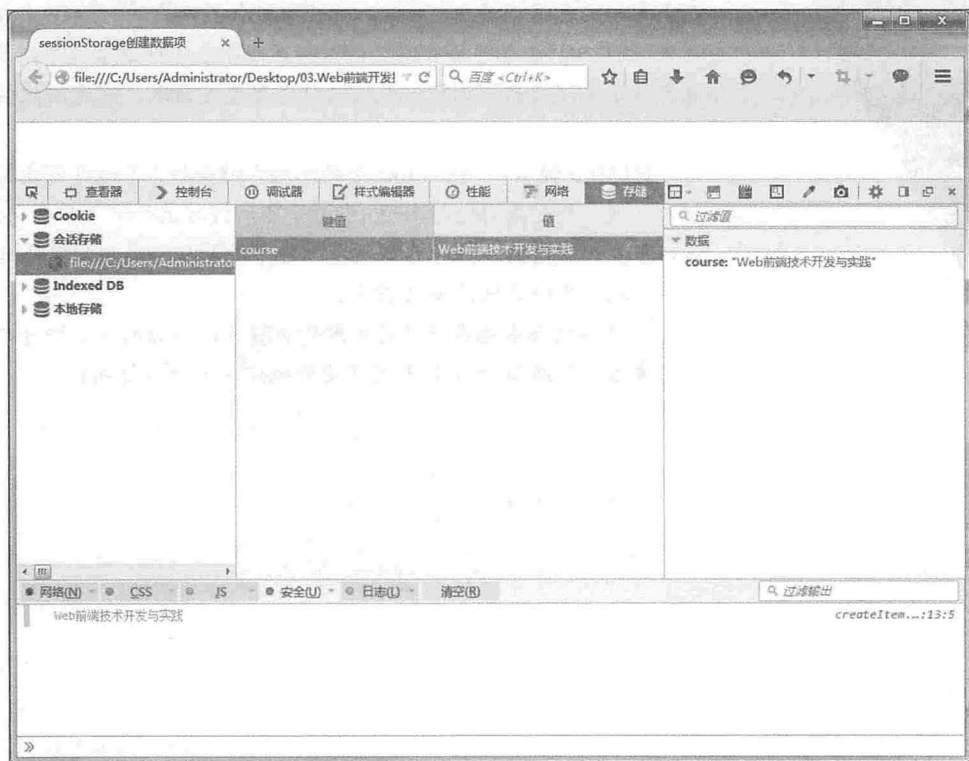 sessionStorage创建数据项 × +
file:///C:/Users/Administrator/Desktop/03.Web前端开发 百度 <Ctrl+K>
查看器 控制台 调试器 样式编辑器 性能 网络 存储
Cookie
会话存储
file:///C:/Users/Administrato
Indexed DB
本地存储
键值 值
course Web前端技术开发与实践
过滤值
数据
course: "Web前端技术开发与实践"
网络(N) CSS JS 安全(U) 日志(L) 清空(R) 过滤输出
Web前端技术开发与实践 createItem...:13:5
»